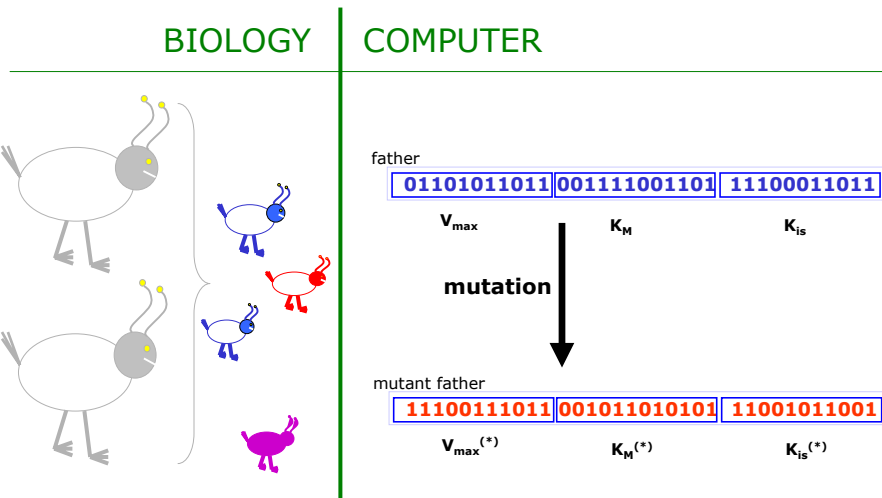 BIOLOGY COMPUTER
father
01101011011 001111001101 11100011011
Vmax KM Kis
mutation
mutant father
11100111011 001011010101 11001011001
Vmax(*) KM(*) Kis(*)